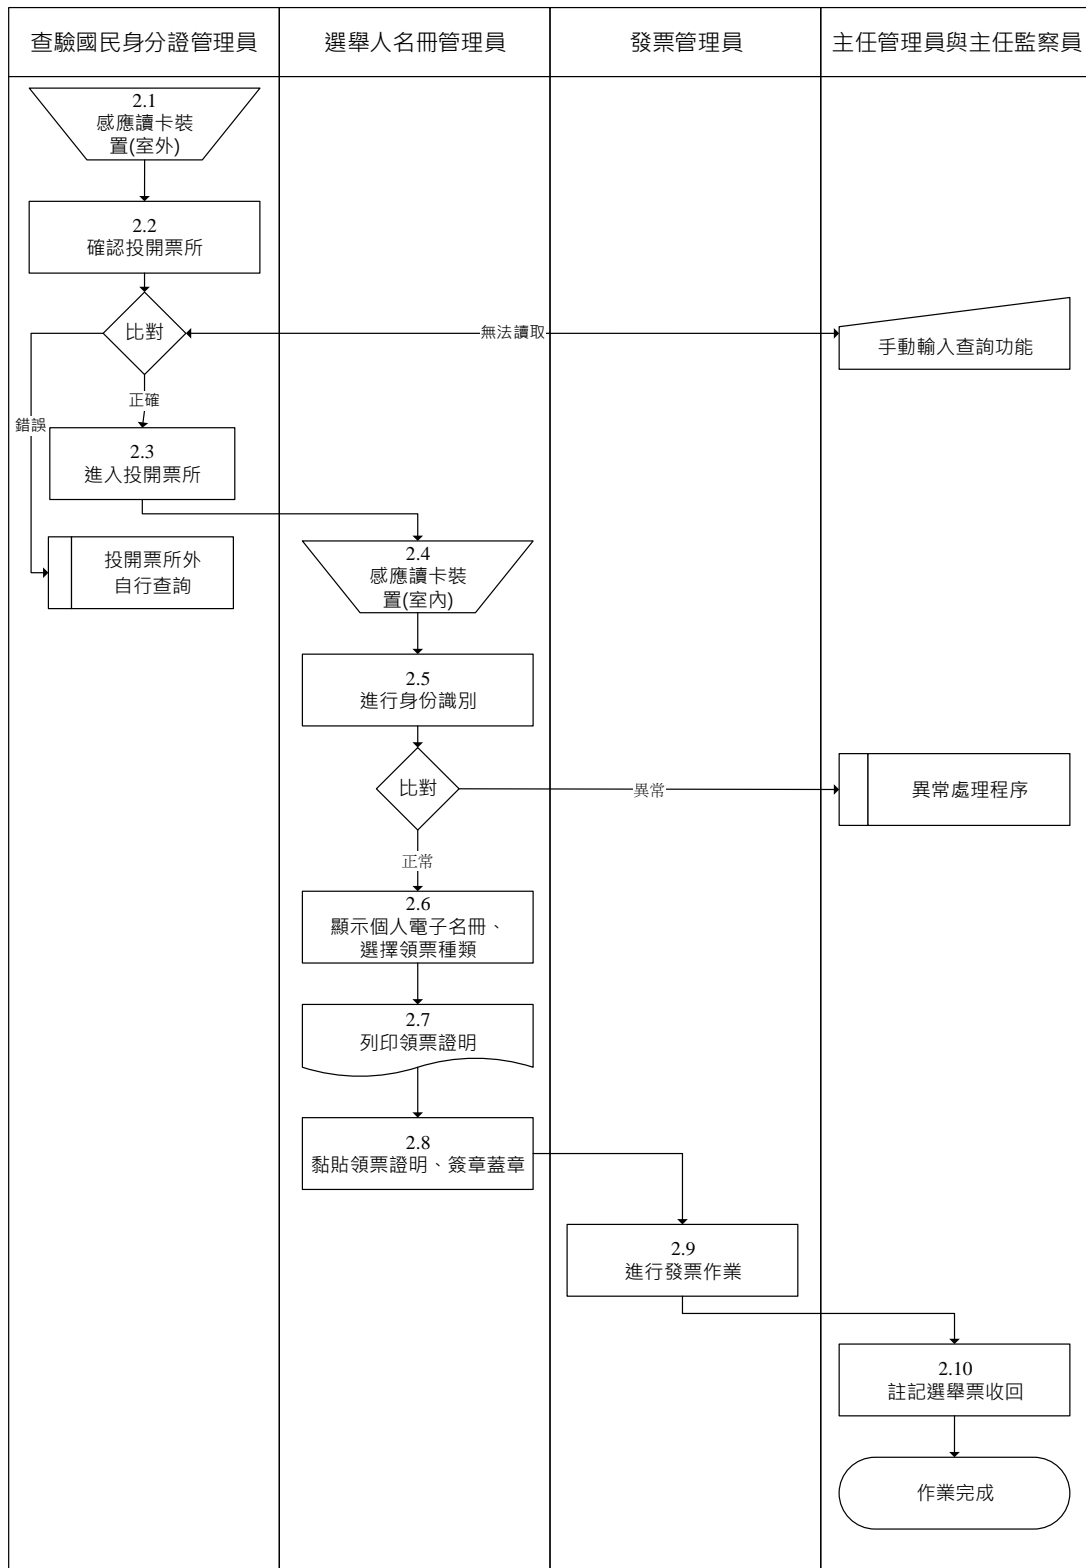 查驗國民身分證管理員
選舉人名冊管理員
發票管理員
主任管理員與主任監察員
2.1
感應讀卡裝
置(室外)
2.2
確認投開票所
比對
無法讀取
手動輸入查詢功能
正確
錯誤
2.3
進入投開票所
投開票所外
自行查詢
2.4
感應讀卡裝
置(室內)
2.5
進行身份識別
比對
異常
異常處理程序
正常
2.6
顯示個人電子名冊、
選擇領票種類
2.7
列印領票證明
2.8
黏貼領票證明、簽章蓋章
2.9
進行發票作業
2.10
註記選舉票收回
作業完成